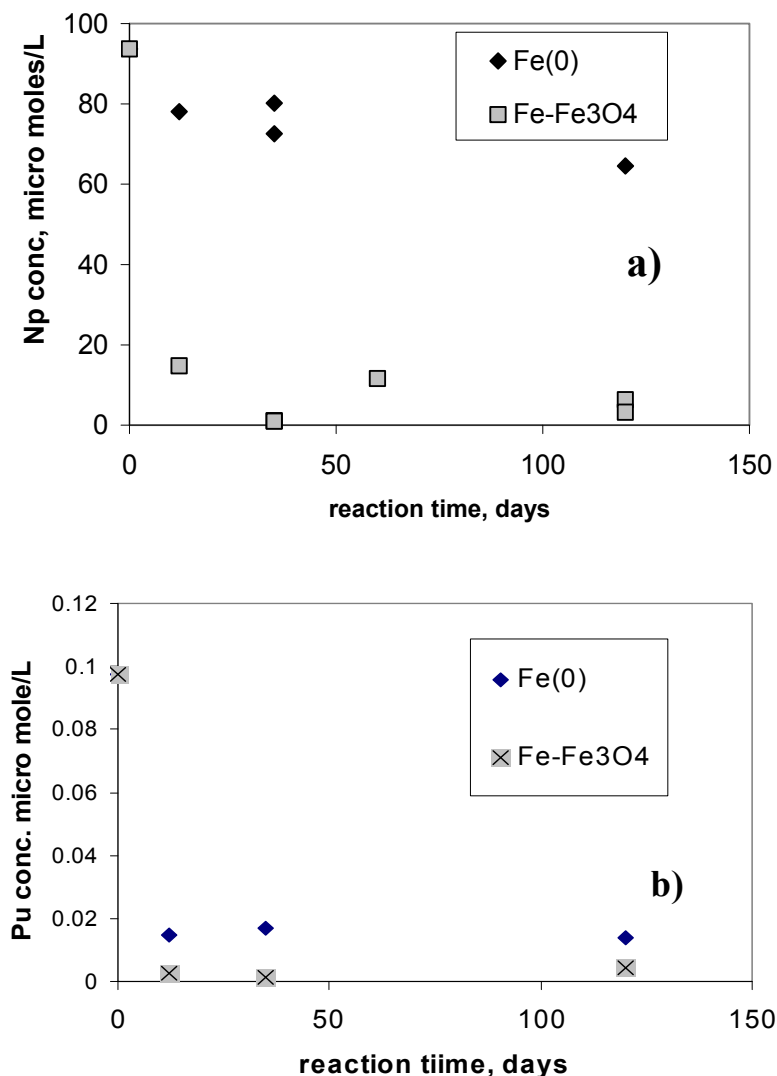 100
80
60
40
20
0
Np conc, micro moles/L
Fe(0)
Fe-Fe3O4
a)
0 50 100 150
reaction time, days
0.12
0.1
0.08
0.06
0.04
0.02
0
Pu conc. micro mole/L
Fe(0)
Fe-Fe3O4
b)
0 50 100 150
reaction tiime, days